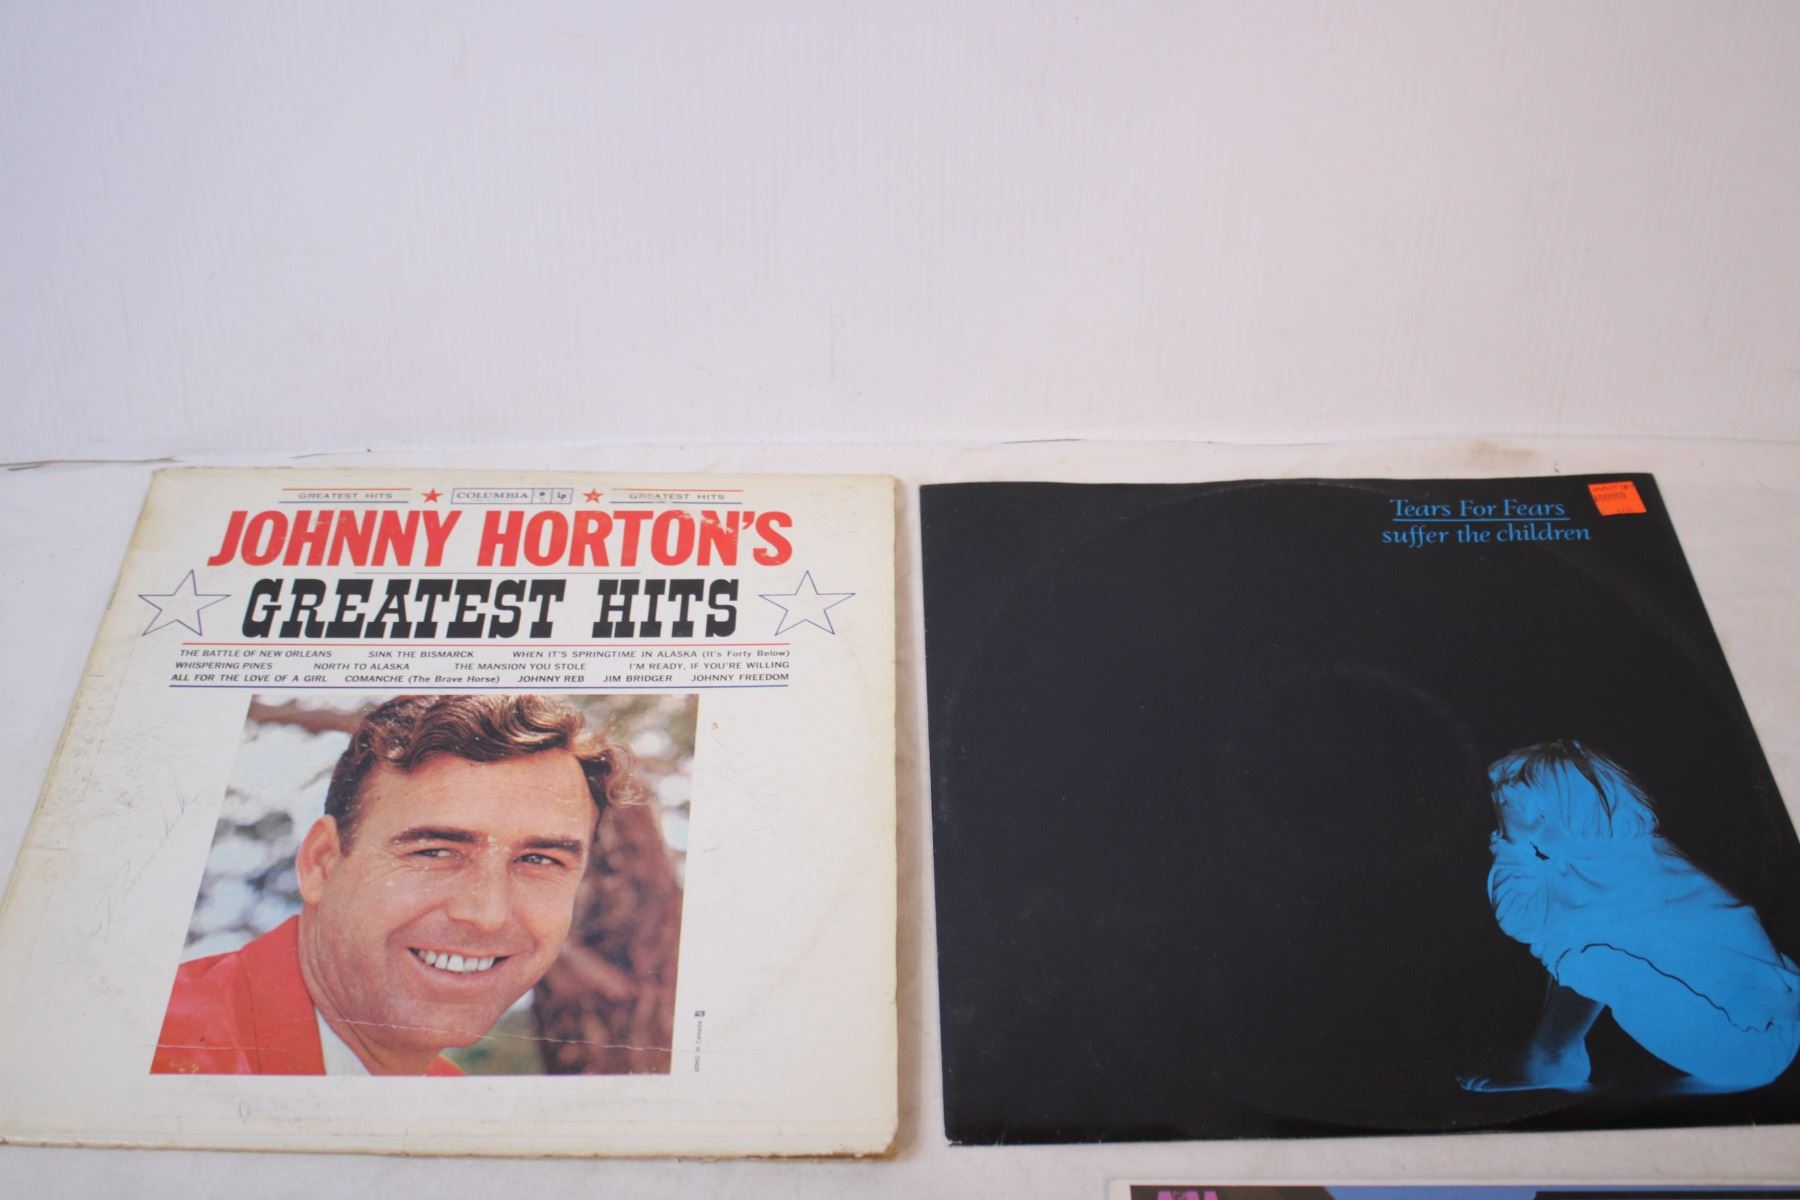 GREATEST HITS ★ COLUMBIA ★ GREATEST HITS
JOHNNY HORTON'S
GREATEST HITS
THE BATTLE OF NEW ORLEANS SINK THE BISMARCK WHEN IT'S SPRINGTIME IN ALASKA (It's Forty Below)
WHISPERING PINES NORTH TO ALASKA THE MANSION YOU STOLE I'M READY, IF YOU'RE WILLING
ALL FOR THE LOVE OF A GIRL COMANCHE (The Brave Horse) JOHNNY REB JIM BRIDGER JOHNNY FREEDOM
Tears For Fears
suffer the children